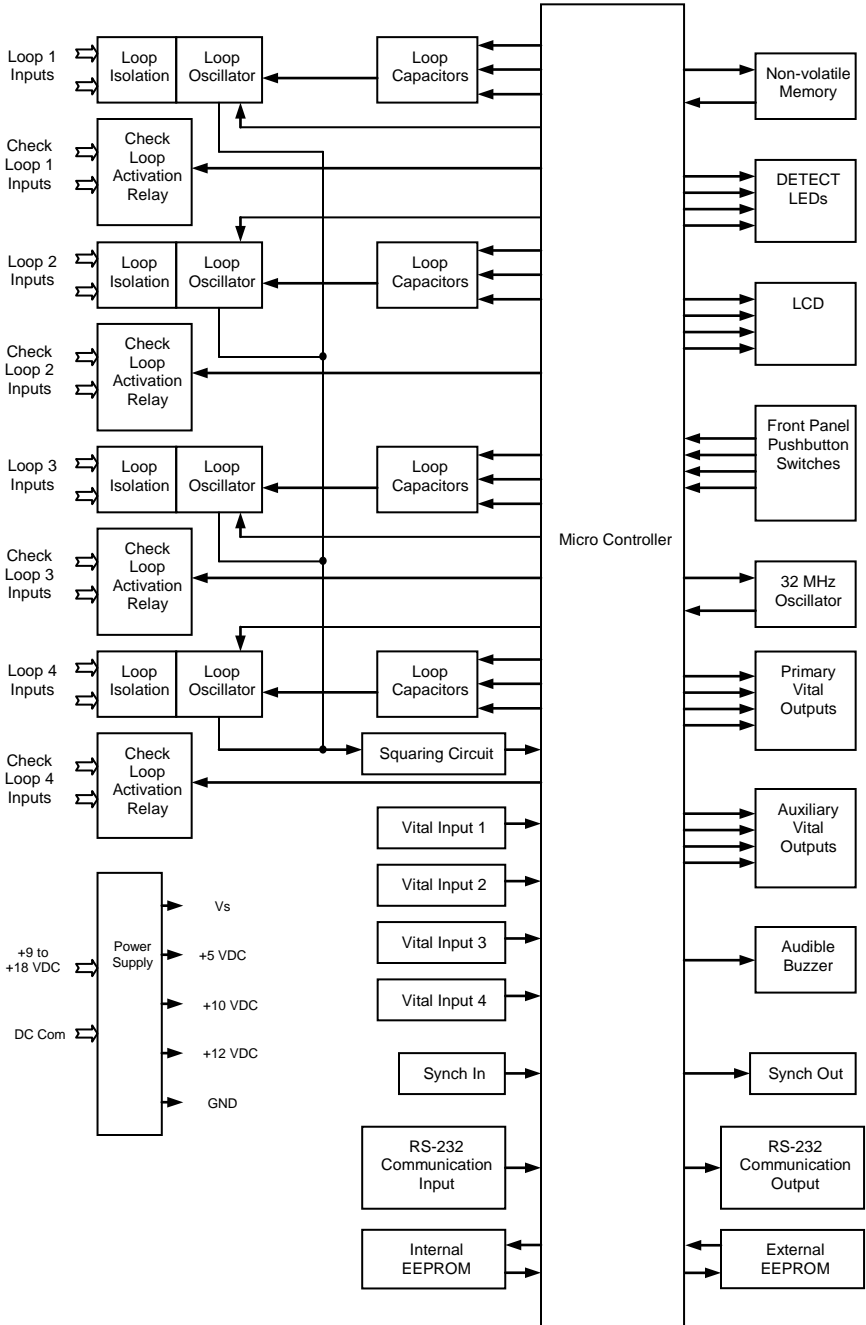 Loop 1
Inputs
Loop
Isolation
Loop
Oscillator
Loop
Capacitors
Check
Loop 1
Inputs
Check
Loop
Activation
Relay
Loop 2
Inputs
Loop
Isolation
Loop
Oscillator
Loop
Capacitors
Check
Loop 2
Inputs
Check
Loop
Activation
Relay
Loop 3
Inputs
Loop
Isolation
Loop
Oscillator
Loop
Capacitors
Check
Loop 3
Inputs
Check
Loop
Activation
Relay
Loop 4
Inputs
Loop
Isolation
Loop
Oscillator
Loop
Capacitors
Squaring Circuit
Check
Loop 4
Inputs
Check
Loop
Activation
Relay
Vital Input 1
Vital Input 2
Vital Input 3
Vital Input 4
Synch In
RS-232
Communication
Input
Internal
EEPROM
+9 to
+18 VDC
DC Com
Power
Supply
Vs
+5 VDC
+10 VDC
+12 VDC
GND
Micro Controller
Non-volatile
Memory
DETECT
LEDs
LCD
Front Panel
Pushbutton
Switches
32 MHz
Oscillator
Primary
Vital
Outputs
Auxiliary
Vital
Outputs
Audible
Buzzer
Synch Out
RS-232
Communication
Output
External
EEPROM